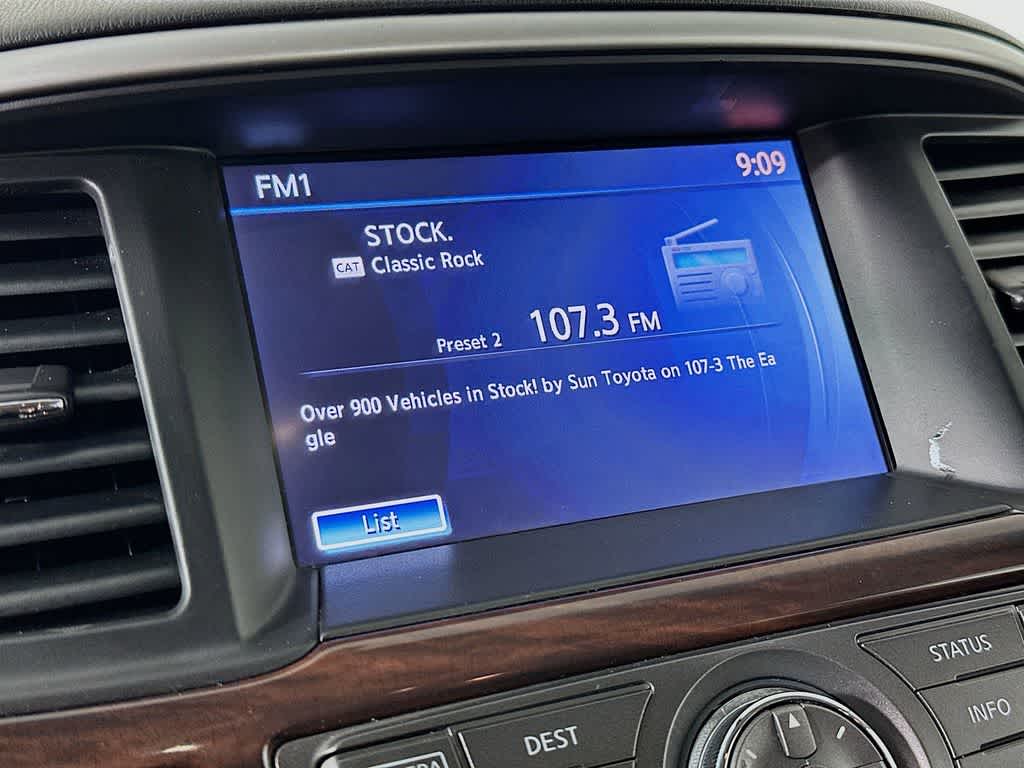 FM1
9:09
STOCK.
CAT Classic Rock
Preset 2 107.3 FM
Over 900 Vehicles in Stock! by Sun Toyota on 107-3 The Ea
gle
List
STATUS
INFO
DEST